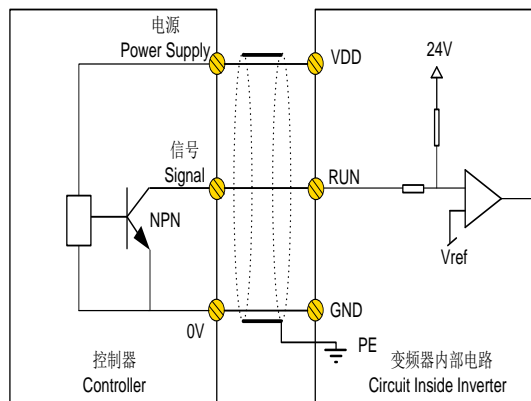 电源
Power Supply
VDD
24V
信号
Signal
RUN
NPN
Vref
0V
GND
PE
控制器
Controller
变频器内部电路
Circuit Inside Inverter